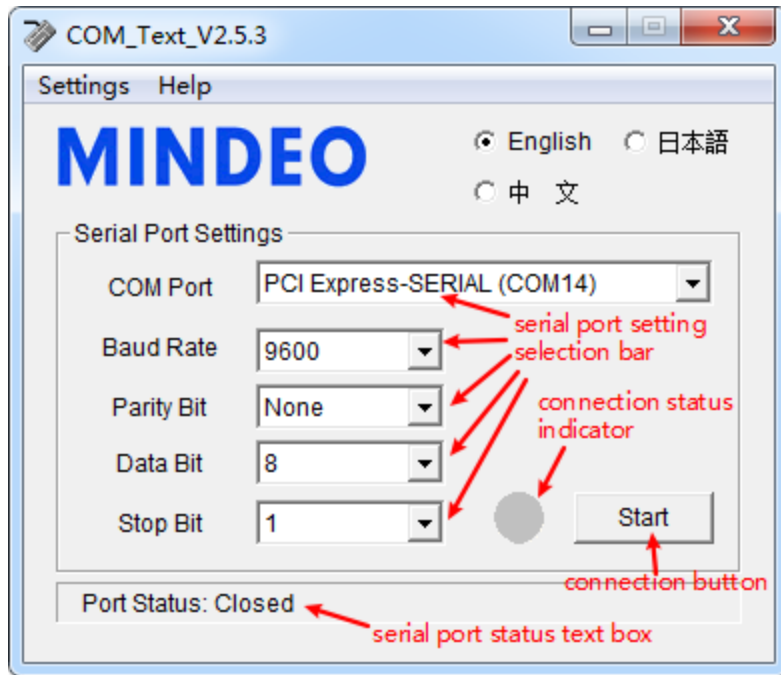 COM_Text_V2.5.3
Settings Help
MINDEO
English 日本語
中 文
Serial Port Settings
COM Port PCI Express-SERIAL (COM14)
serial port setting
Baud Rate 9600 selection bar
Parity Bit None connection status
indicator
Data Bit 8
Stop Bit 1 Start
connection button
Port Status: Closed
serial port status text box